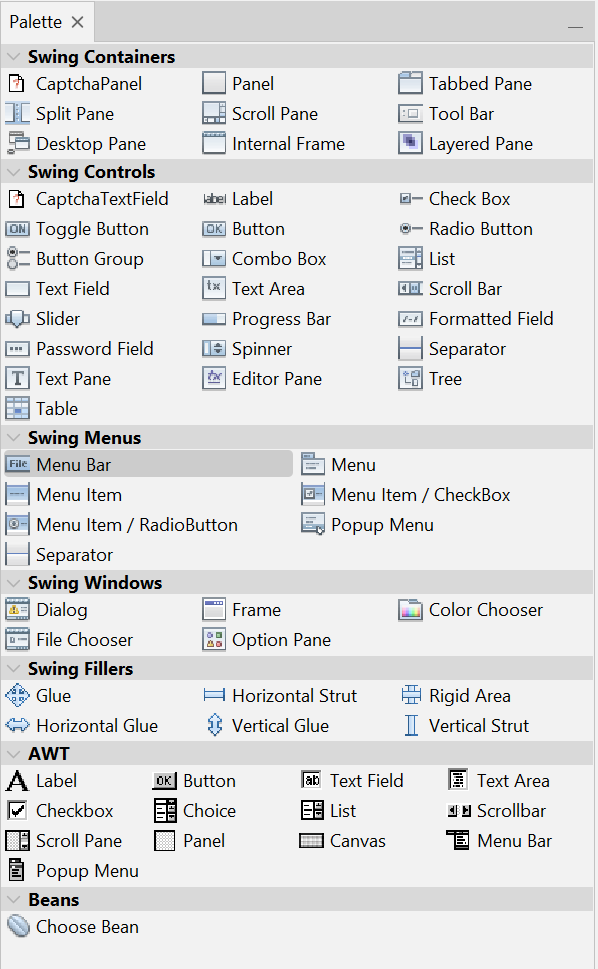 Palette
Swing Containers
CaptchaPanel Panel Tabbed Pane
Split Pane Scroll Pane Tool Bar
Desktop Pane Internal Frame Layered Pane
Swing Controls
CaptchaTextField label Label Check Box
ON Toggle Button OK Button Radio Button
Button Group Combo Box List
Text Field tx Text Area Scroll Bar
Slider Progress Bar Formatted Field
Password Field Spinner Separator
T Text Pane Editor Pane Tree
Table
Swing Menus
File Menu Bar Menu
Menu Item Menu Item / CheckBox
Menu Item / RadioButton Popup Menu
Separator
Swing Windows
Dialog Frame Color Chooser
File Chooser Option Pane
Swing Fillers
Glue Horizontal Strut Rigid Area
Horizontal Glue Vertical Glue Vertical Strut
AWT
A Label OK Button ab Text Field Text Area
Checkbox Choice List Scrollbar
Scroll Pane Panel Canvas Menu Bar
Popup Menu
Beans
Choose Bean